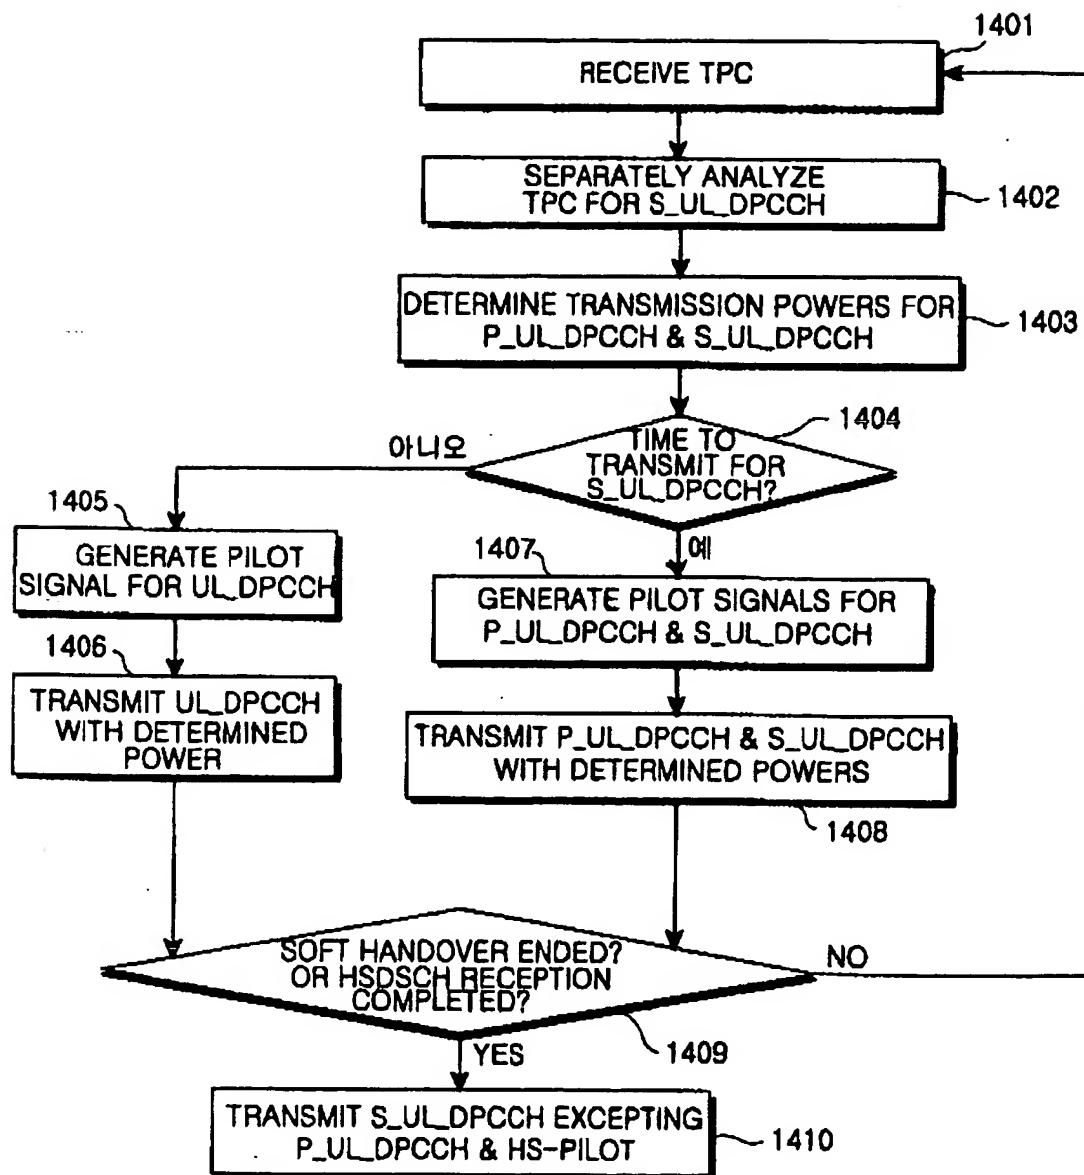 1401
RECEIVE TPC
SEPARATELY ANALYZE
TPC FOR S_UL_DPCCH
1402
DETERMINE TRANSMISSION POWERS FOR
P_UL_DPCCH & S_UL_DPCCH
1403
1404
TIME TO
TRANSMIT FOR
S_UL_DPCCH?
아니오
예
1405
GENERATE PILOT
SIGNAL FOR UL_DPCCH
1407
GENERATE PILOT SIGNALS FOR
P_UL_DPCCH & S_UL_DPCCH
1406
TRANSMIT UL_DPCCH
WITH DETERMINED
POWER
TRANSMIT P_UL_DPCCH & S_UL_DPCCH
WITH DETERMINED POWERS
1408
SOFT HANDOVER ENDED?
OR HSDSCH RECEPTION
COMPLETED?
NO
1409
YES
TRANSMIT S_UL_DPCCH EXCEPTING
P_UL_DPCCH & HS-PILOT
1410